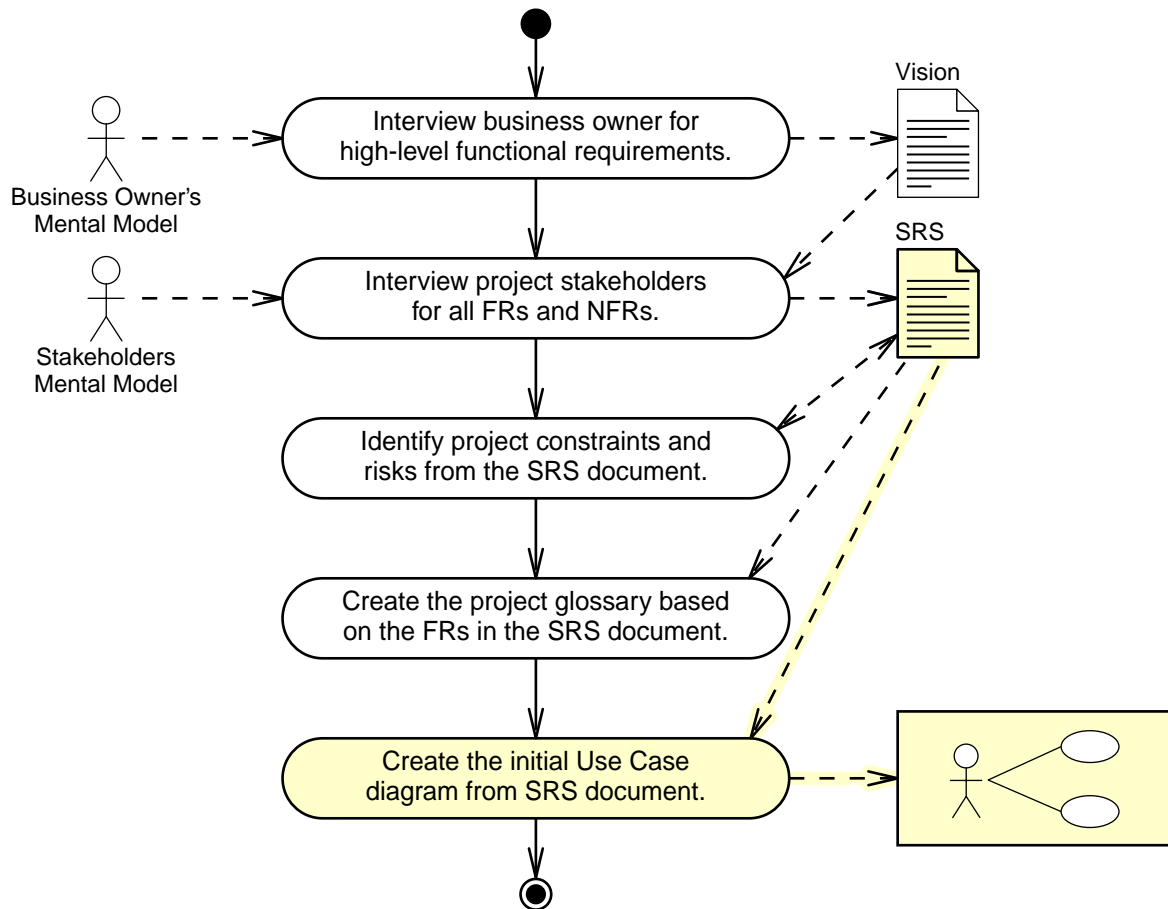 Vision
Interview business owner for
high-level functional requirements.
Business Owner's
Mental Model
SRS
Interview project stakeholders
for all FRs and NFRs.
Stakeholders
Mental Model
Identify project constraints and
risks from the SRS document.
Create the project glossary based
on the FRs in the SRS document.
Create the initial Use Case
diagram from SRS document.